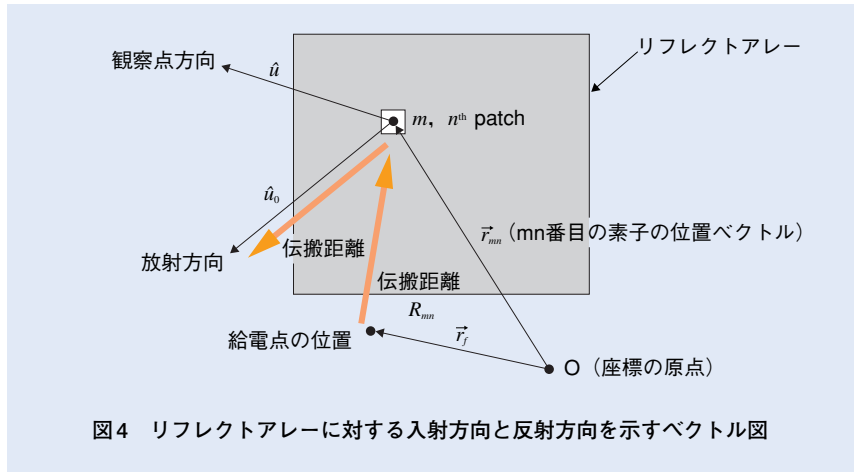 リフレクトアレー
観察点方向
û
m, nth patch
û0
r⃗mn（mn番目の素子の位置ベクトル）
放射方向
伝搬距離
伝搬距離
Rmn
給電点の位置
r⃗f
O（座標の原点）
図4 リフレクトアレーに対する入射方向と反射方向を示すベクトル図